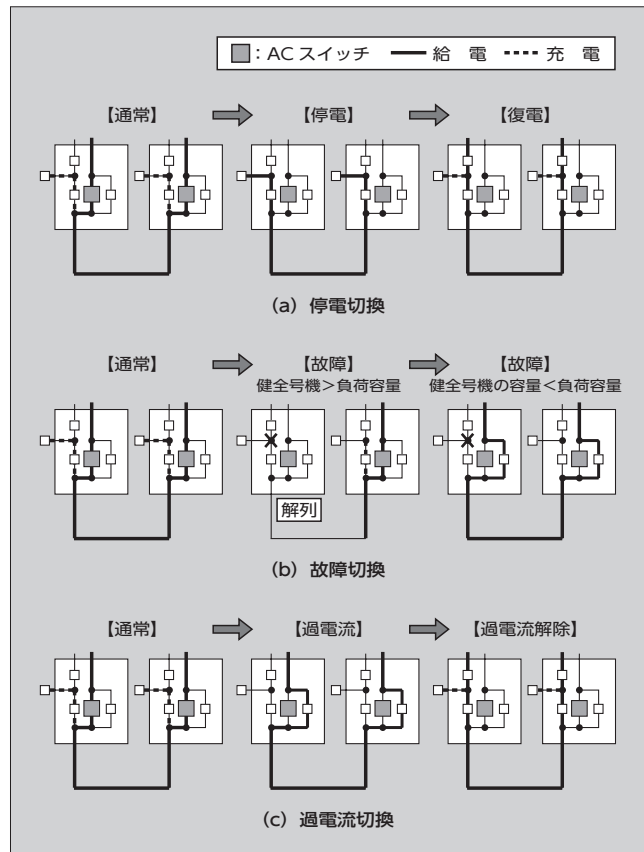 ：ACスイッチ　給　電　充　電
【通常】　【停電】　【復電】
(a) 停電切換
【通常】　【故障】　【故障】
健全号機＞負荷容量　健全号機の容量＜負荷容量
解列
(b) 故障切換
【通常】　【過電流】　【過電流解除】
(c) 過電流切換